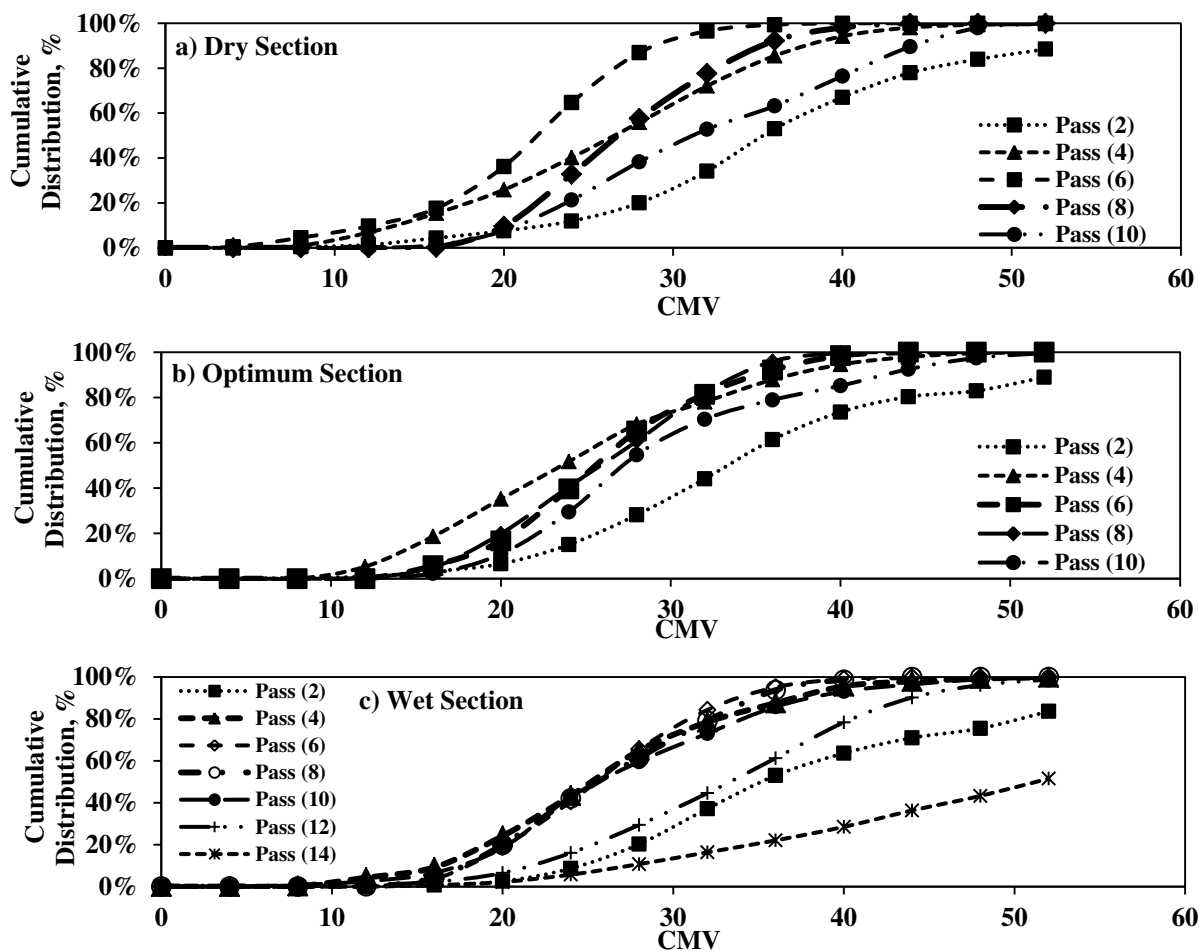 100%
80%
60%
40%
20%
0%
Cumulative
Distribution, %
a) Dry Section
Pass (2)
Pass (4)
Pass (6)
Pass (8)
Pass (10)
0 10 20 30 40 50 60
CMV
100%
80%
60%
40%
20%
0%
Cumulative
Distribution, %
b) Optimum Section
Pass (2)
Pass (4)
Pass (6)
Pass (8)
Pass (10)
0 10 20 30 40 50 60
CMV
100%
80%
60%
40%
20%
0%
Cumulative
Distribution, %
c) Wet Section
Pass (2)
Pass (4)
Pass (6)
Pass (8)
Pass (10)
Pass (12)
Pass (14)
0 10 20 30 40 50 60
CMV